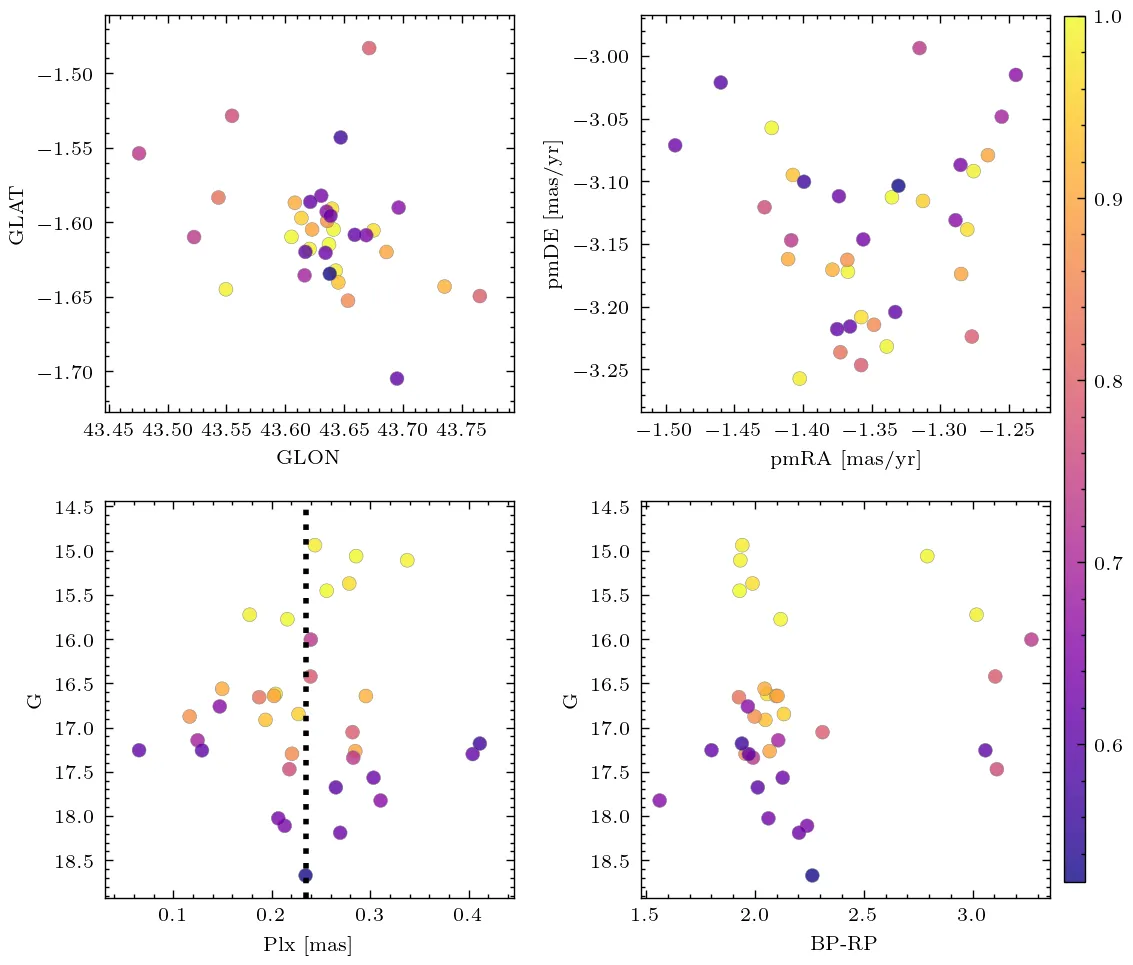 −1.50
−1.55
−1.60
−1.65
−1.70
GLAT
43.45 43.50 43.55 43.60 43.65 43.70 43.75
GLON
−3.00
−3.05
−3.10
−3.15
−3.20
−3.25
pmDE [mas/yr]
−1.50 −1.45 −1.40 −1.35 −1.30 −1.25
pmRA [mas/yr]
14.5
15.0
15.5
16.0
16.5
17.0
17.5
18.0
18.5
G
0.1 0.2 0.3 0.4
Plx [mas]
14.5
15.0
15.5
16.0
16.5
17.0
17.5
18.0
18.5
G
1.5 2.0 2.5 3.0
BP-RP
1.0
0.9
0.8
0.7
0.6